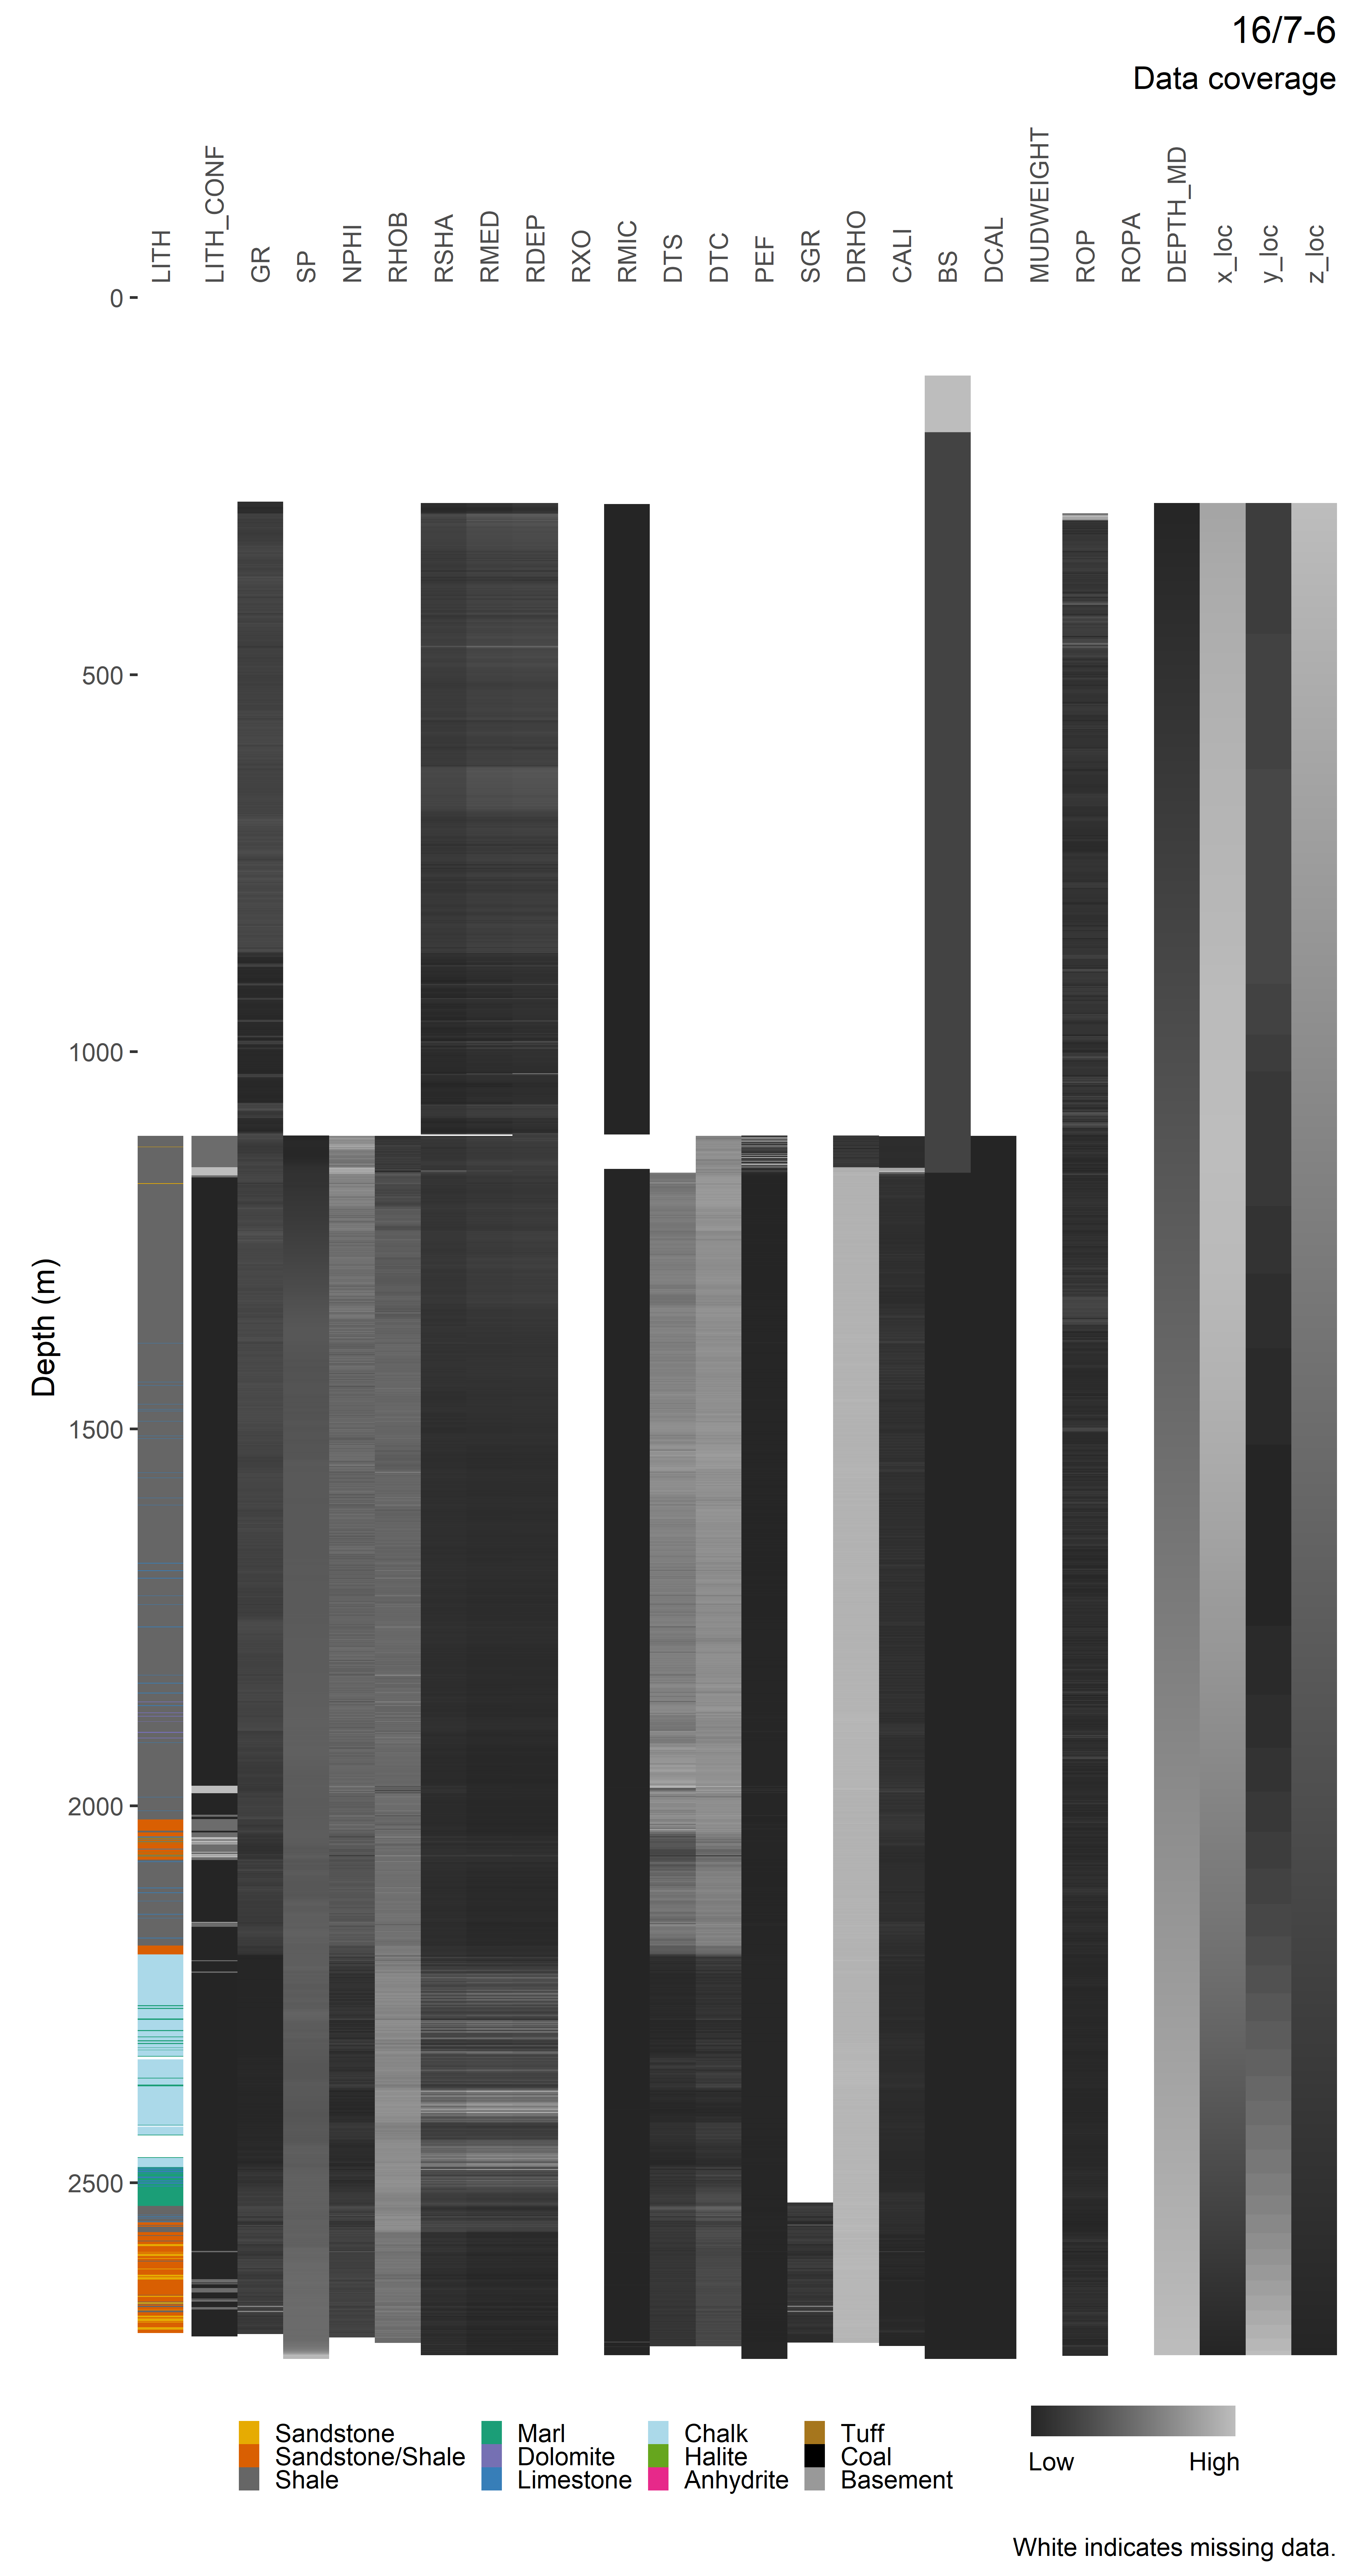 16/7-6
Data coverage
LITH
LITH_CONF
GR
SP
NPHI
RHOB
RSHA
RMED
RDEP
RXO
RMIC
DTS
DTC
PEF
SGR
DRHO
CALI
BS
DCAL
MUDWEIGHT
ROP
ROPA
DEPTH_MD
x_loc
y_loc
z_loc
0
500
1000
1500
2000
2500
Depth (m)
Sandstone
Sandstone/Shale
Shale
Marl
Dolomite
Limestone
Chalk
Halite
Anhydrite
Tuff
Coal
Basement
Low High
White indicates missing data.